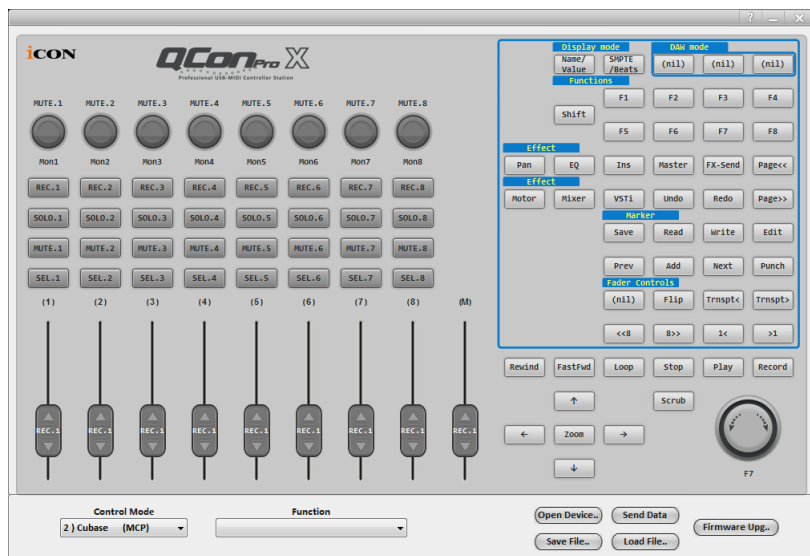 ? – X
iCON QConPro X
Professional USB-MIDI Controller Station
MUTE.1 MUTE.2 MUTE.3 MUTE.4 MUTE.5 MUTE.6 MUTE.7 MUTE.8
Mon1 Mon2 Mon3 Mon4 Mon5 Mon6 Mon7 Mon8
REC.1 REC.2 REC.3 REC.4 REC.5 REC.6 REC.7 REC.8
SOLO.1 SOLO.2 SOLO.3 SOLO.4 SOLO.5 SOLO.6 SOLO.7 SOLO.8
MUTE.1 MUTE.2 MUTE.3 MUTE.4 MUTE.5 MUTE.6 MUTE.7 MUTE.8
SEL.1 SEL.2 SEL.3 SEL.4 SEL.5 SEL.6 SEL.7 SEL.8
(1) (2) (3) (4) (5) (6) (7) (8) (M)
REC.1 REC.1 REC.1 REC.1 REC.1 REC.1 REC.1 REC.1 REC.1
Display mode DAW mode
Name/ SMPTE (nil) (nil) (nil)
Value /Beats
Functions
F1 F2 F3 F4
Shift
F5 F6 F7 F8
Effect
Pan EQ Ins Master FX-Send Page<<
Effect
Motor Mixer VSTi Undo Redo Page>>
Marker
Save Read Write Edit
Prev Add Next Punch
Fader Controls
(nil) Flip Trnspt< Trnspt>
<<8 8>> 1< >1
Rewind FastFwd Loop Stop Play Record
↑ Scrub
← Zoom →
↓ F7
Control Mode Function
2 ) Cubase (MCP)
Open Device.. Send Data
Firmware Upg..
Save File.. Load File..